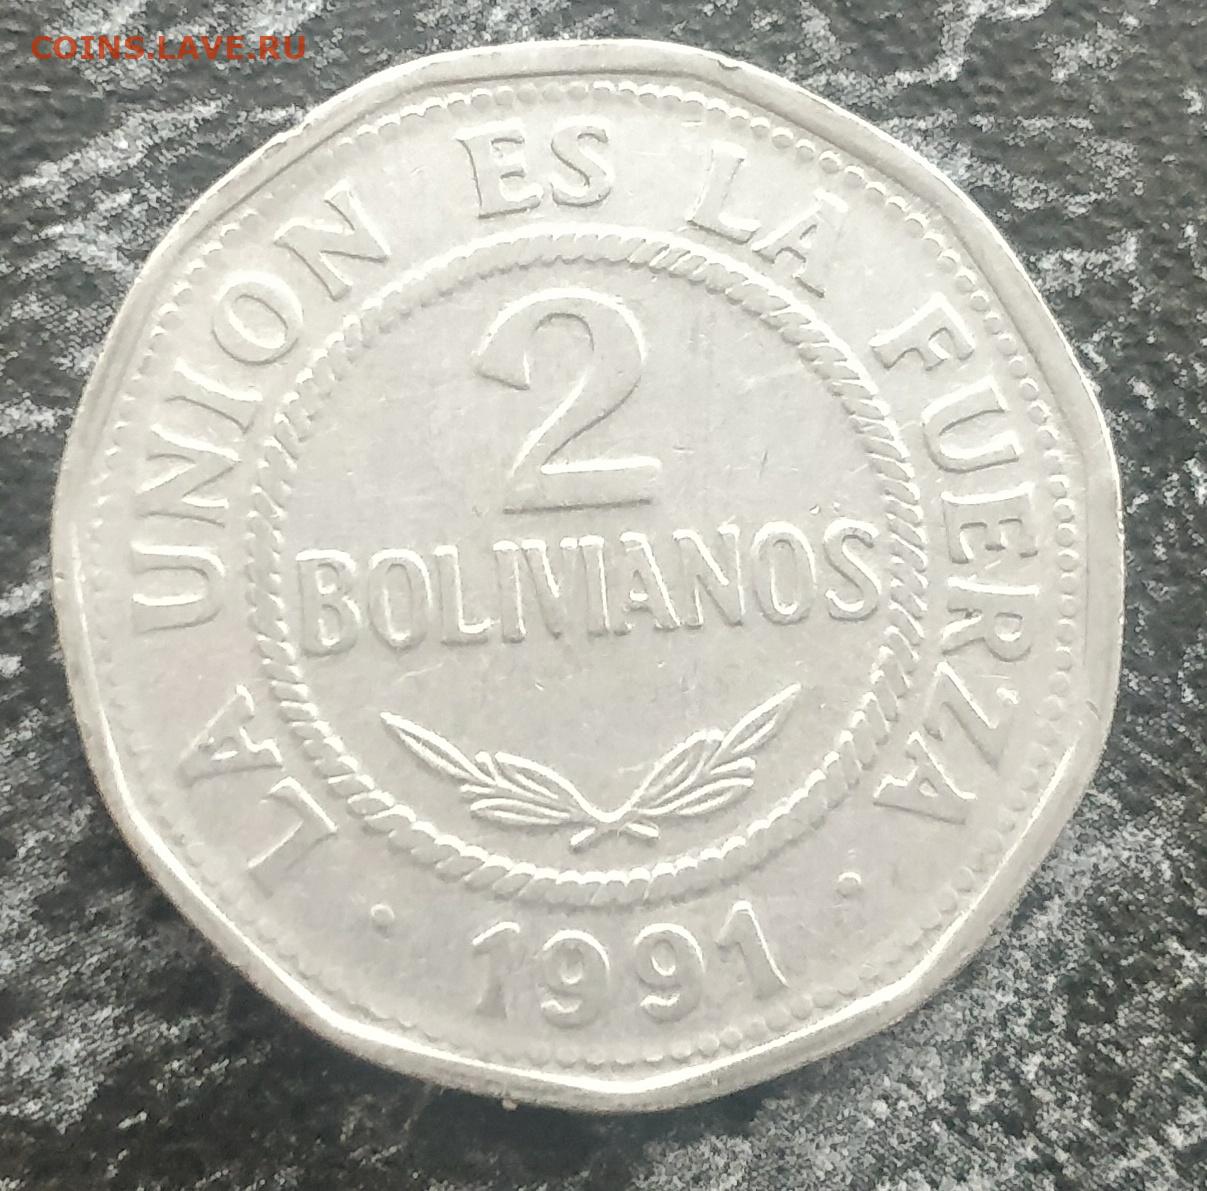 COINS.LAVE.RU
LA UNION ES LA FUERZA
2
BOLIVIANOS
· 1991 ·